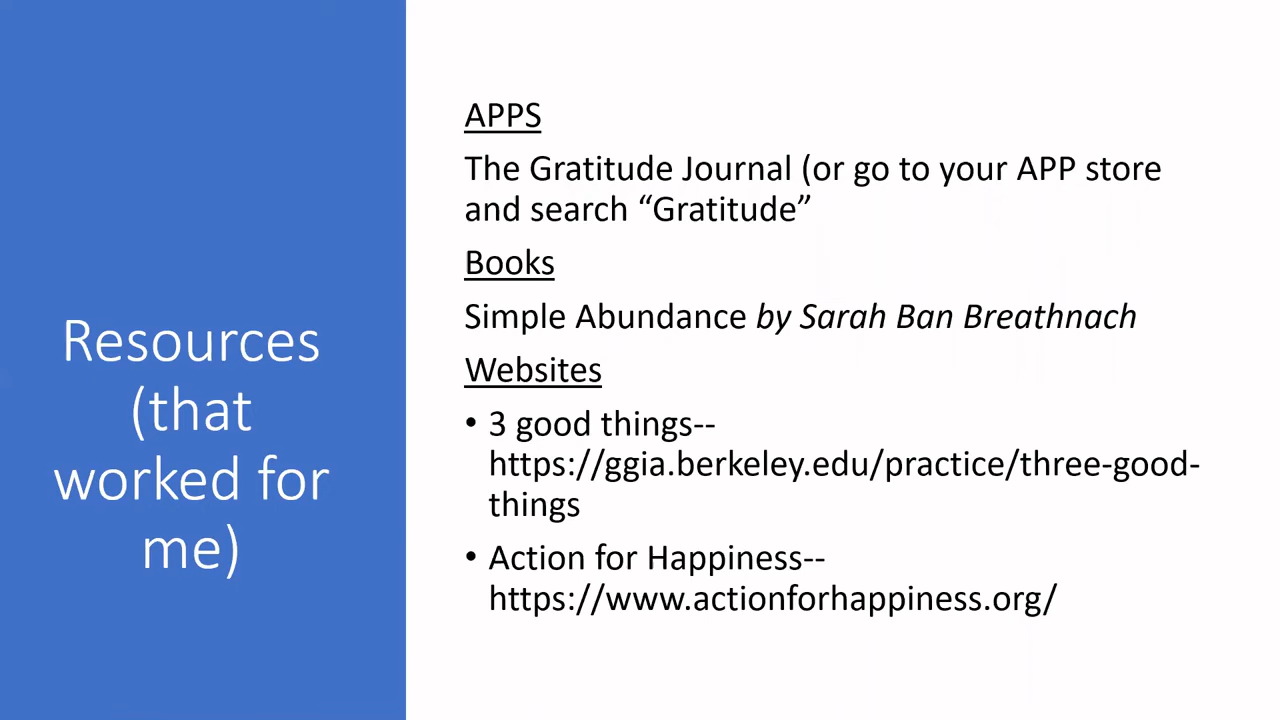 Resources
(that
worked for
me)
APPS
The Gratitude Journal (or go to your APP store
and search “Gratitude”
Books
Simple Abundance by Sarah Ban Breathnach
Websites
• 3 good things--
https://ggia.berkeley.edu/practice/three-good-
things
• Action for Happiness--
https://www.actionforhappiness.org/